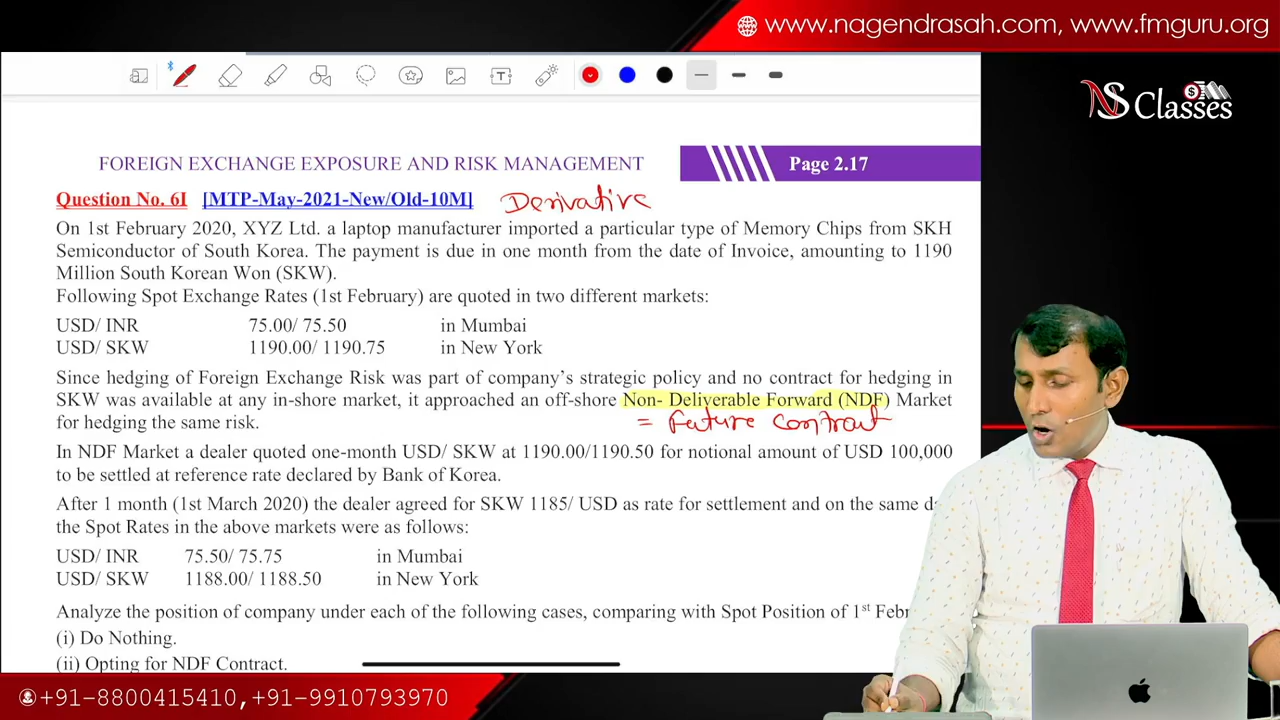 www.nagendrasah.com, www.fmguru.org
NS Classes
FOREIGN EXCHANGE EXPOSURE AND RISK MANAGEMENT
Page 2.17
Question No. 6I [MTP-May-2021-New/Old-10M] Derivative
On 1st February 2020, XYZ Ltd. a laptop manufacturer imported a particular type of Memory Chips from SKH
Semiconductor of South Korea. The payment is due in one month from the date of Invoice, amounting to 1190
Million South Korean Won (SKW).
Following Spot Exchange Rates (1st February) are quoted in two different markets:
USD/ INR 75.00/ 75.50 in Mumbai
USD/ SKW 1190.00/ 1190.75 in New York
Since hedging of Foreign Exchange Risk was part of company's strategic policy and no contract for hedging in
SKW was available at any in-shore market, it approached an off-shore Non- Deliverable Forward (NDF) Market
for hedging the same risk. = Future contract
In NDF Market a dealer quoted one-month USD/ SKW at 1190.00/1190.50 for notional amount of USD 100,000
to be settled at reference rate declared by Bank of Korea.
After 1 month (1st March 2020) the dealer agreed for SKW 1185/ USD as rate for settlement and on the same
the Spot Rates in the above markets were as follows:
USD/ INR 75.50/ 75.75 in Mumbai
USD/ SKW 1188.00/ 1188.50 in New York
Analyze the position of company under each of the following cases, comparing with Spot Position of 1st
(i) Do Nothing.
(ii) Opting for NDF Contract.
+91-8800415410,+91-9910793970